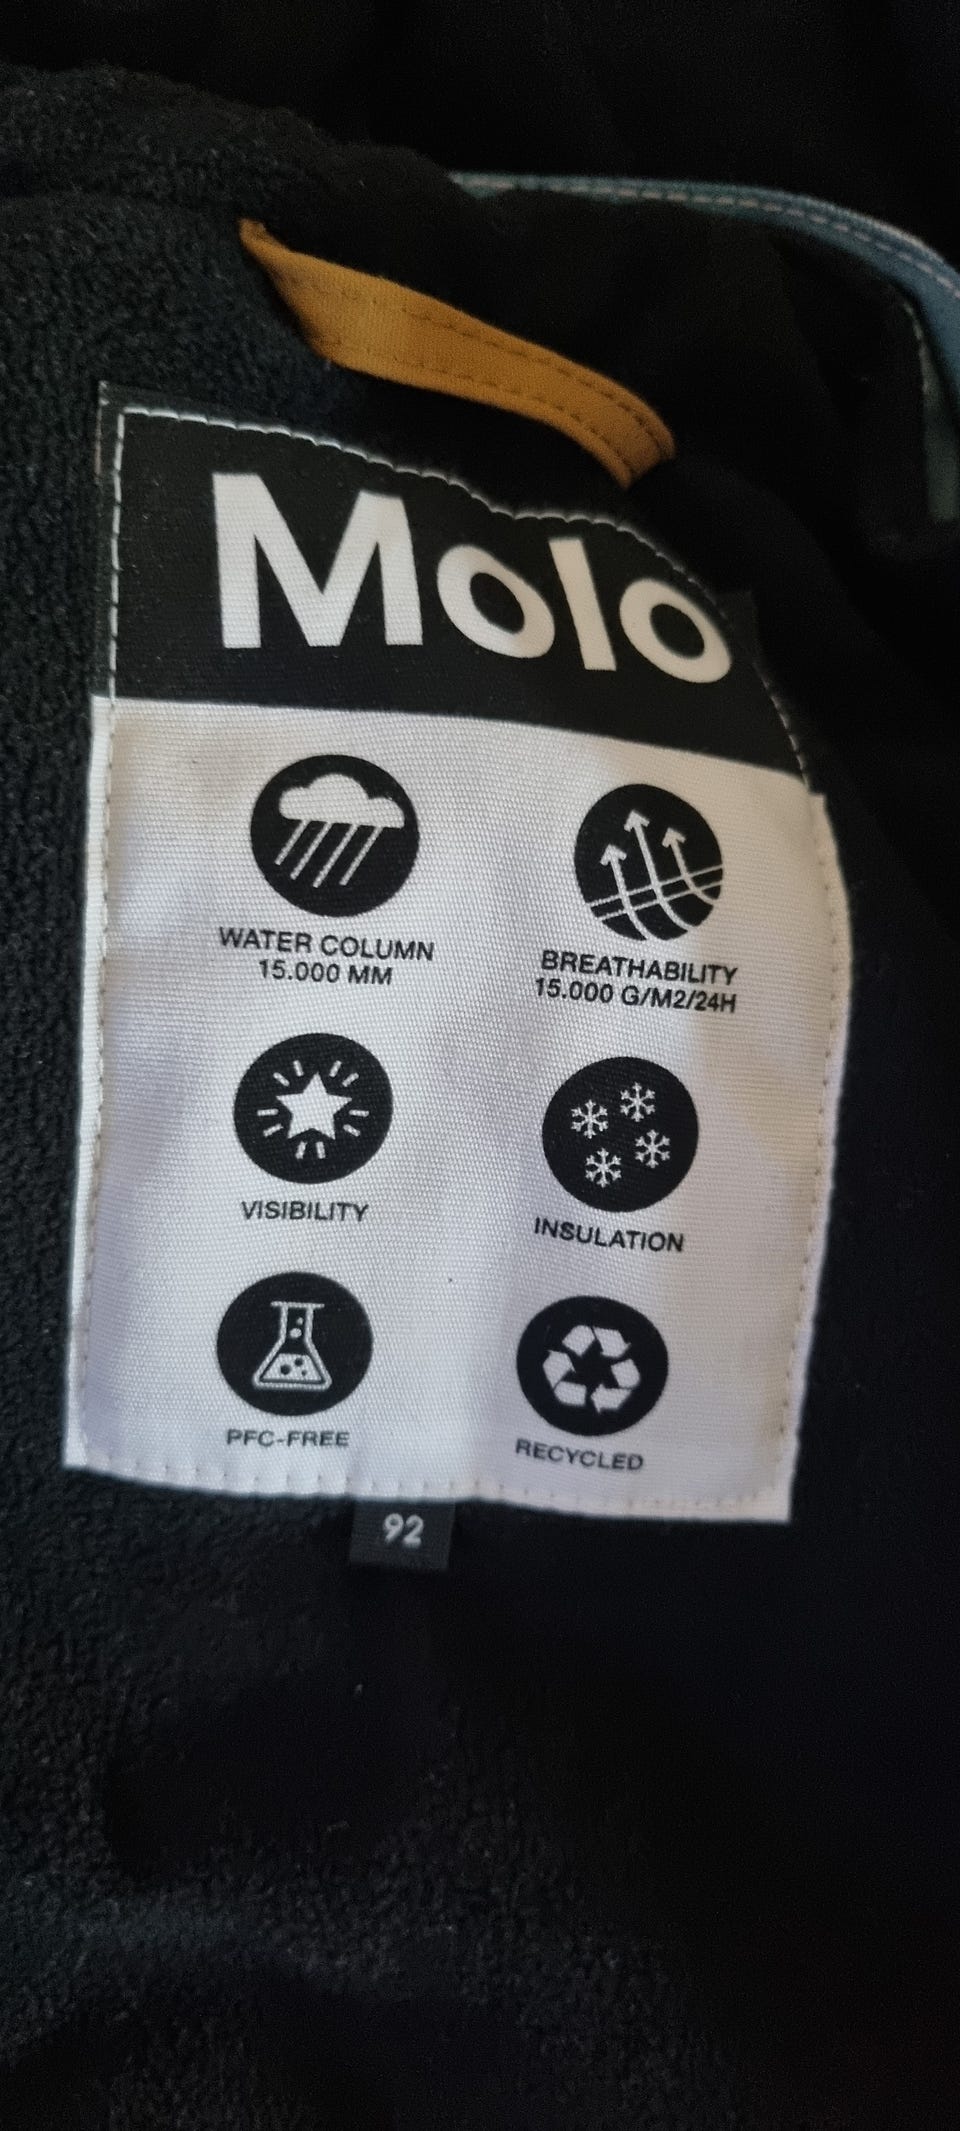 Molo
WATER COLUMN
15.000 MM
BREATHABILITY
15.000 G/M2/24H
VISIBILITY
INSULATION
PFC-FREE
RECYCLED
92